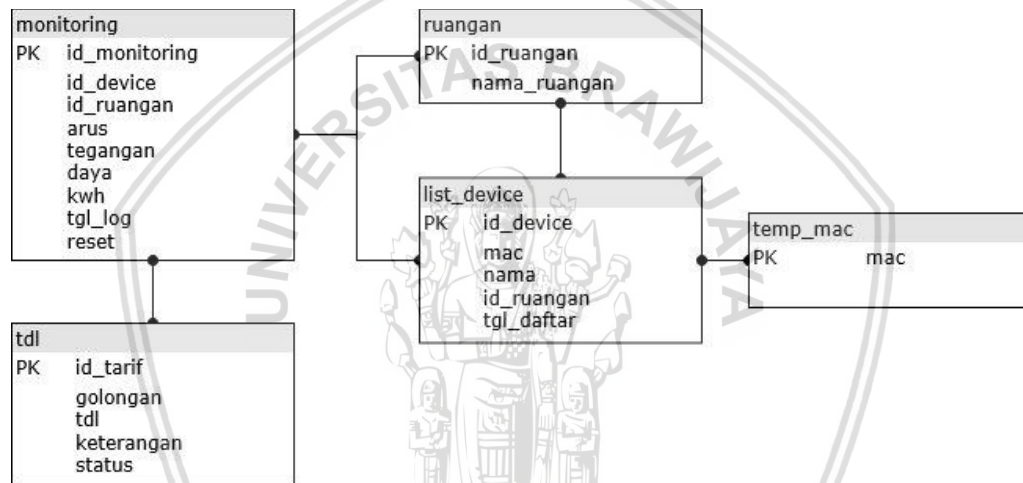 monitoring
PK id_monitoring
id_device
id_ruangan
arus
tegangan
daya
kwh
tgl_log
reset
ruangan
PK id_ruangan
nama_ruangan
list_device
PK id_device
mac
nama
id_ruangan
tgl_daftar
temp_mac
PK mac
tdl
PK id_tarif
golongan
tdl
keterangan
status
UNIVERSITAS BRAWIJAYA